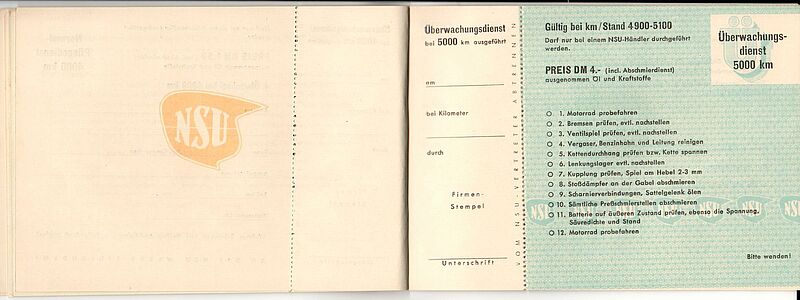 NSU
Überwachungsdienst
bei 5000 km ausgeführt
am
bei Kilometer
durch
Firmen-
Stempel
Unterschrift
VOM NSU-VERTRETER ABTRENNEN
Gültig bei km/Stand 4900-5100
Darf nur bei einem NSU-Händler durchgeführt
werden.
PREIS DM 4.- (incl. Abschmierdienst)
ausgenommen Öl und Kraftstoffe
Überwachungs-
dienst
5000 km
1. Motorrad probefahren
2. Bremsen prüfen, evtl. nachstellen
3. Ventilspiel prüfen, evtl. nachstellen
4. Vergaser, Benzinhahn und Leitung reinigen
5. Kettendurchhang prüfen bzw. Kette spannen
6. Lenkungslager evtl. nachstellen
7. Kupplung prüfen, Spiel am Hebel 2-3 mm
8. Stoßdämpfer an der Gabel abschmieren
9. Scharnierverbindungen, Sattelgelenk ölen
10. Sämtliche Preßschmierstellen abschmieren
11. Batterie auf äußeren Zustand prüfen, ebenso die Spannung,
Säuredichte und Stand
12. Motorrad probefahren
Bitte wenden!